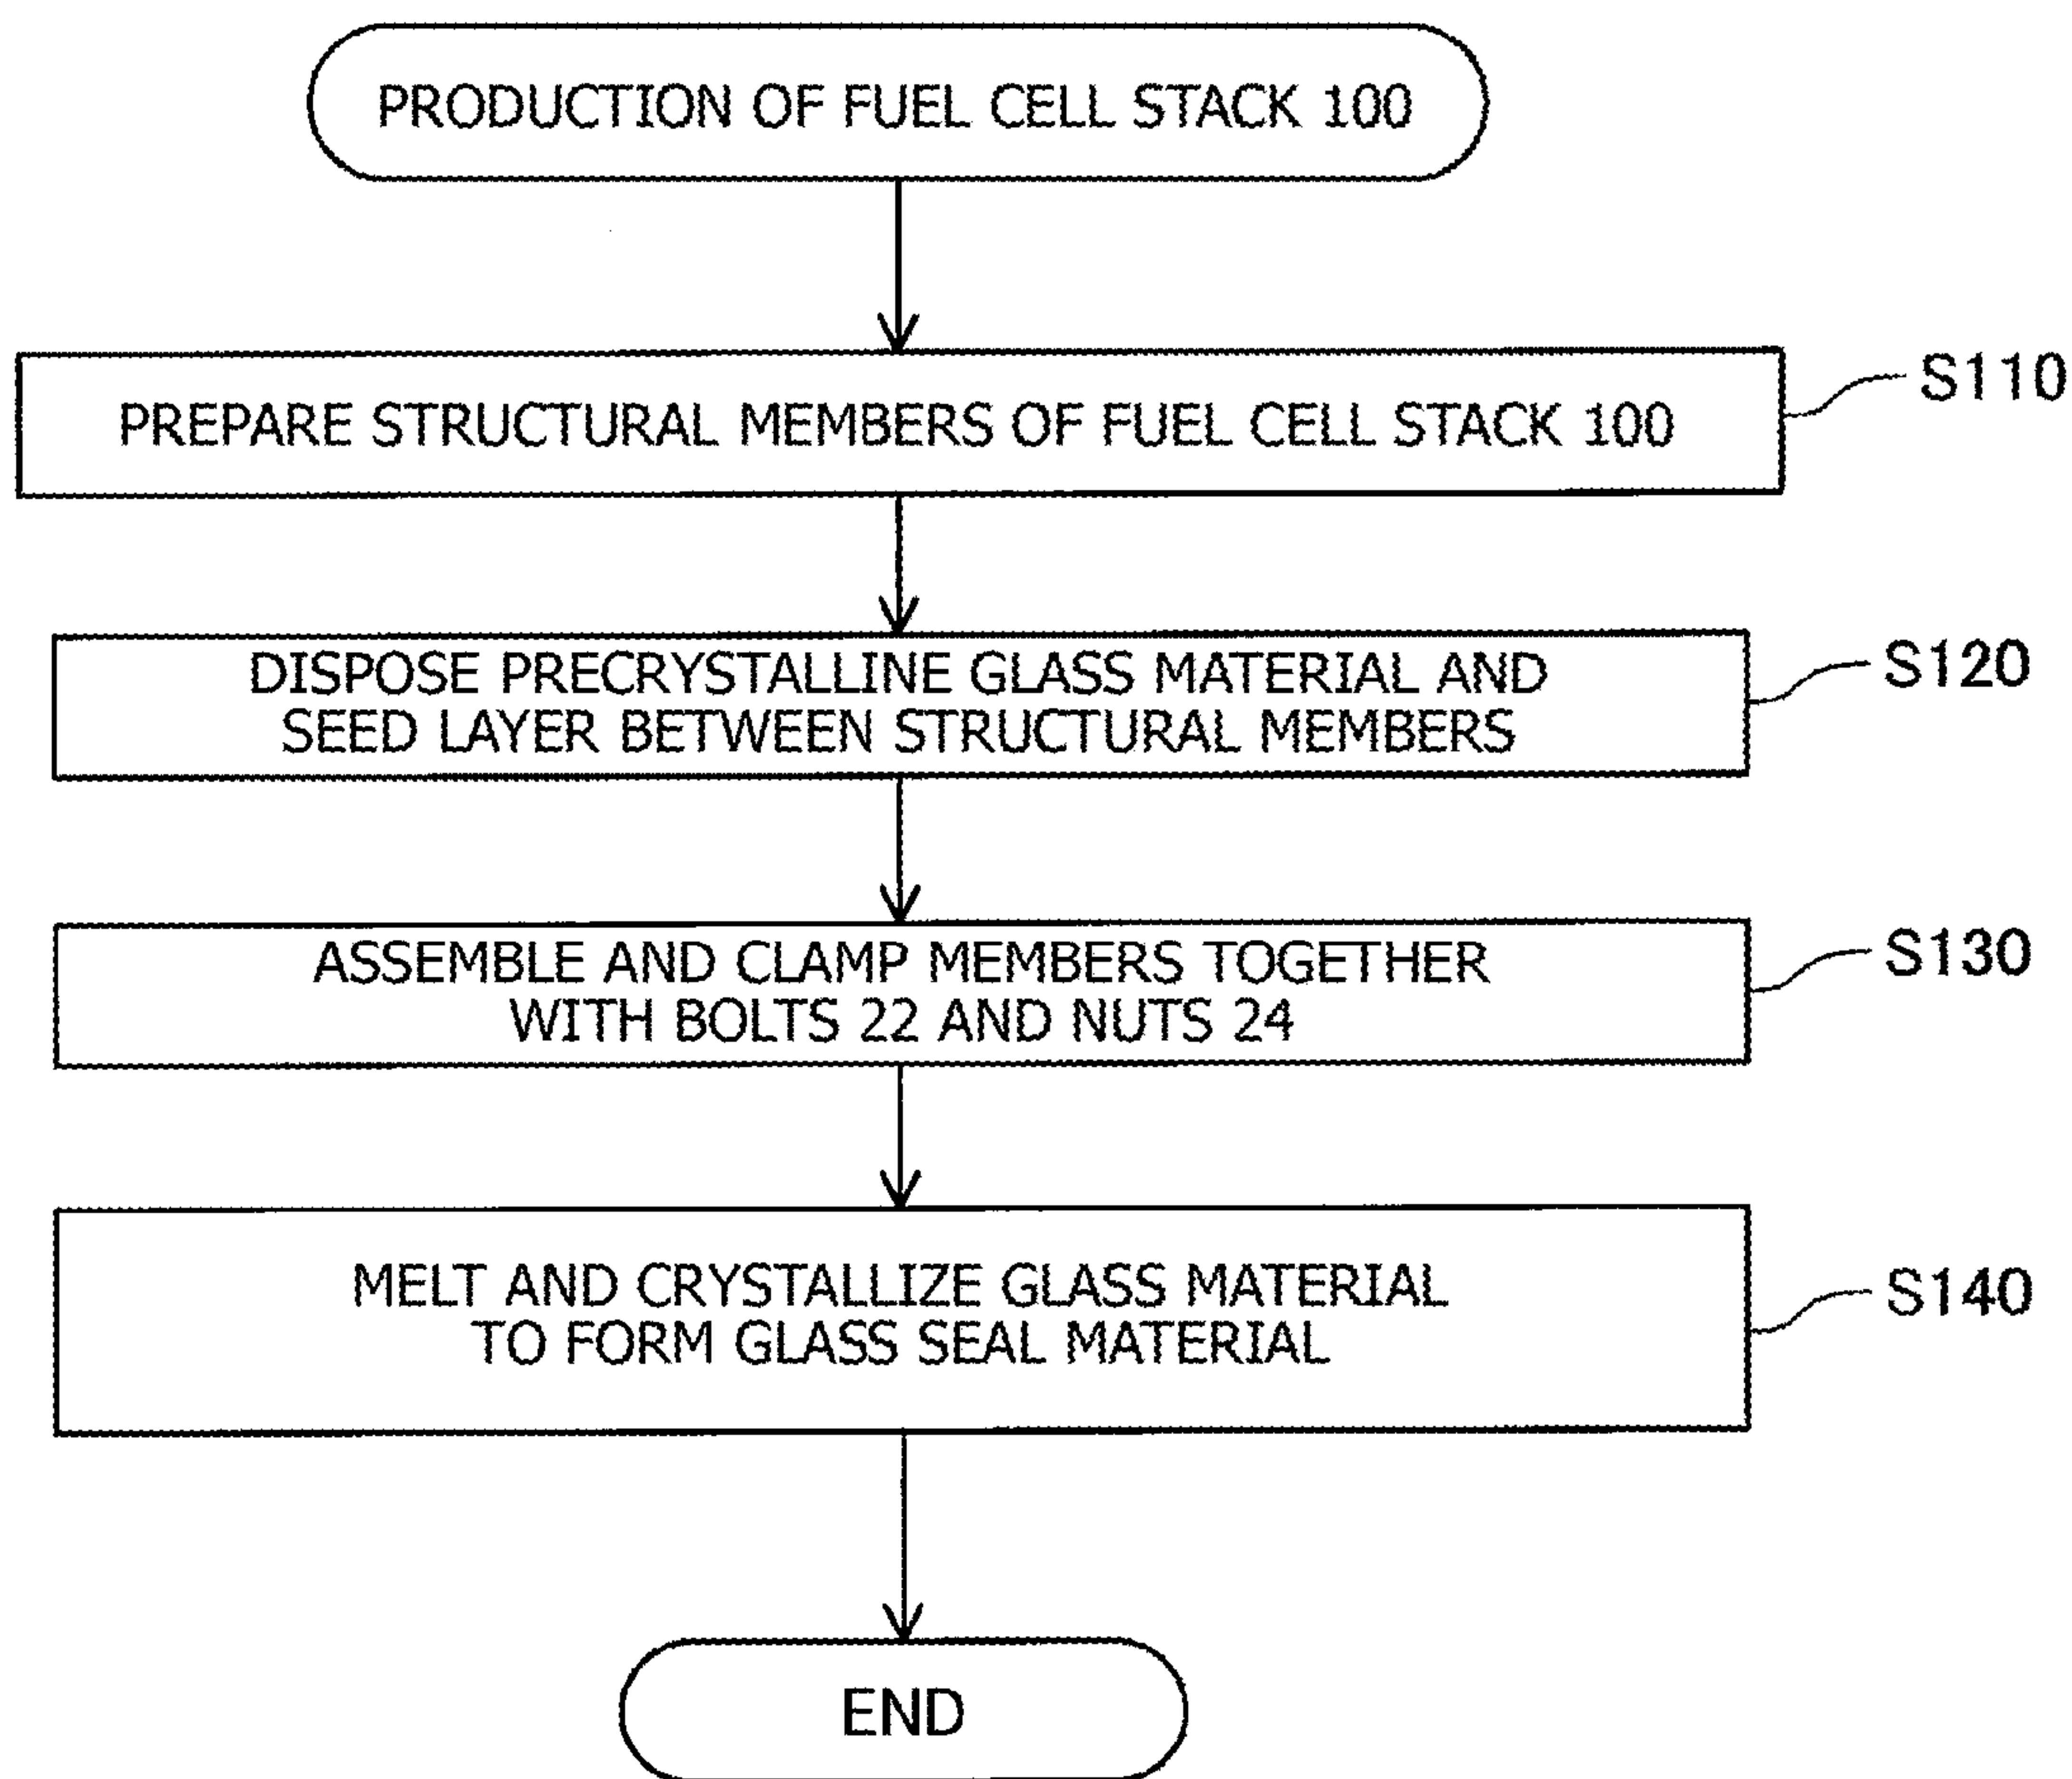 PRODUCTION OF FUEL CELL STACK 100
PREPARE STRUCTURAL MEMBERS OF FUEL CELL STACK 100
S110
DISPOSE PRECRYSTALLINE GLASS MATERIAL AND
SEED LAYER BETWEEN STRUCTURAL MEMBERS
S120
ASSEMBLE AND CLAMP MEMBERS TOGETHER
WITH BOLTS 22 AND NUTS 24
S130
MELT AND CRYSTALLIZE GLASS MATERIAL
TO FORM GLASS SEAL MATERIAL
S140
END